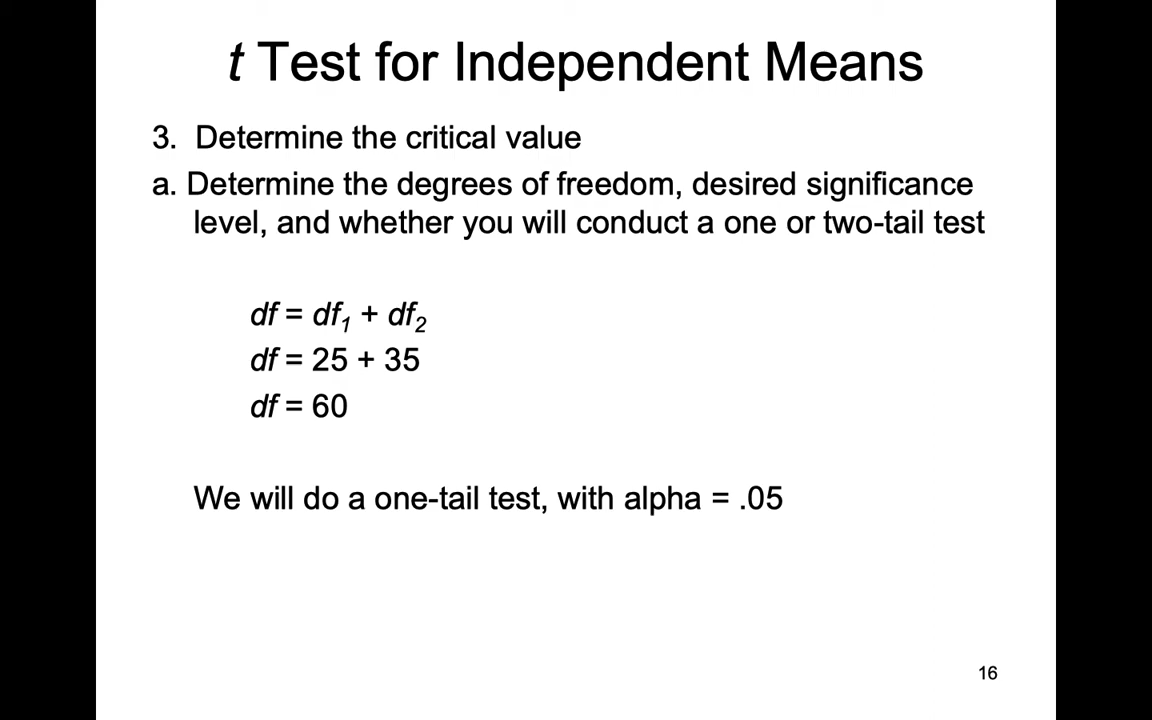 t Test for Independent Means
3. Determine the critical value
a. Determine the degrees of freedom, desired significance
level, and whether you will conduct a one or two-tail test
df = df₁ + df₂
df = 25 + 35
df = 60
We will do a one-tail test, with alpha = .05
16